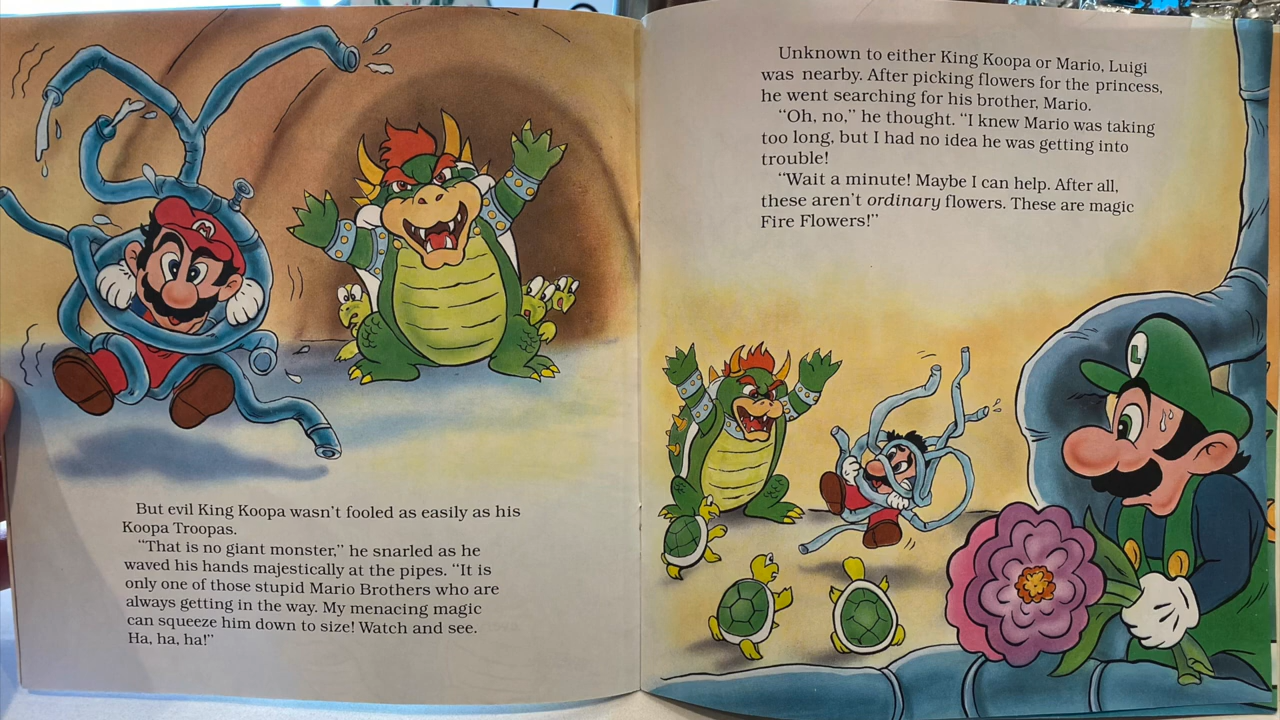 But evil King Koopa wasn't fooled as easily as his
Koopa Troopas.
"That is no giant monster," he snarled as he
waved his hands majestically at the pipes. "It is
only one of those stupid Mario Brothers who are
always getting in the way. My menacing magic
can squeeze him down to size! Watch and see.
Ha, ha, ha!"
Unknown to either King Koopa or Mario, Luigi
was nearby. After picking flowers for the princess,
he went searching for his brother, Mario.
"Oh, no," he thought. "I knew Mario was taking
too long, but I had no idea he was getting into
trouble!
"Wait a minute! Maybe I can help. After all,
these aren't ordinary flowers. These are magic
Fire Flowers!"
M
L